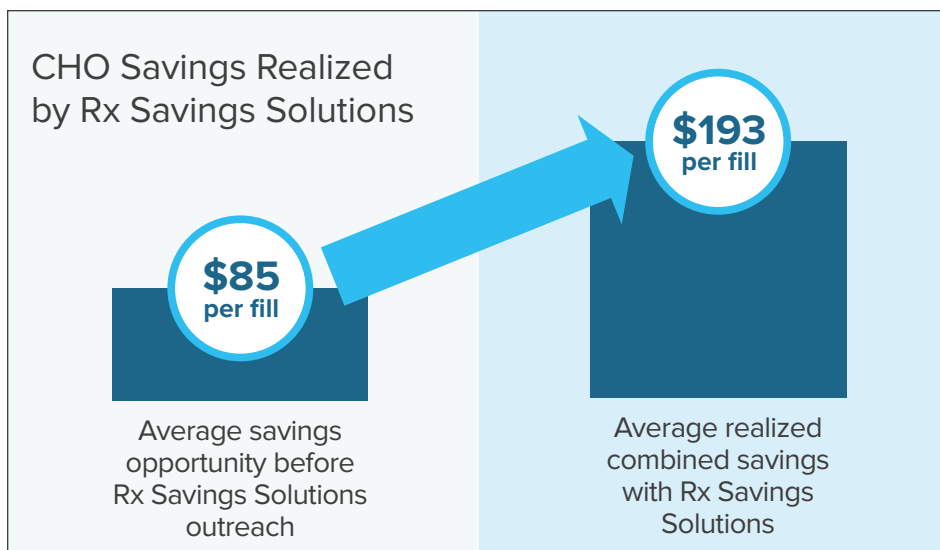 CHO Savings Realized
by Rx Savings Solutions
$85
per fill
Average savings
opportunity before
Rx Savings Solutions
outreach
$193
per fill
Average realized
combined savings
with Rx Savings
Solutions